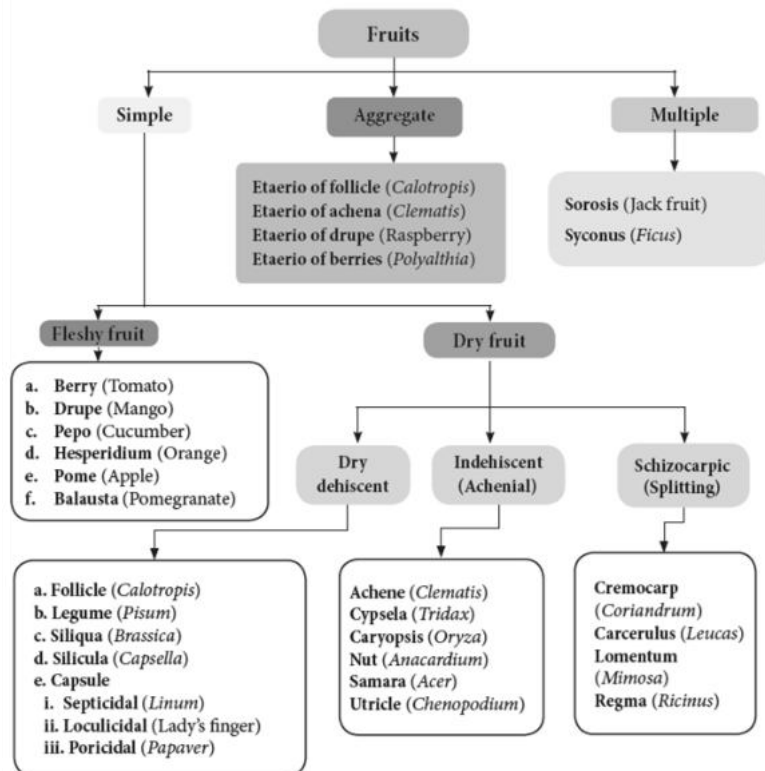 Fruits
Simple
Aggregate
Multiple
Etaerio of follicle (Calotropis)
Etaerio of achena (Clematis)
Etaerio of drupe (Raspberry)
Etaerio of berries (Polyalthia)
Sorosis (Jack fruit)
Syconus (Ficus)
Fleshy fruit
Dry fruit
a. Berry (Tomato)
b. Drupe (Mango)
c. Pepo (Cucumber)
d. Hesperidium (Orange)
e. Pome (Apple)
f. Balausta (Pomegranate)
Dry
dehiscent
Indehiscent
(Achenial)
Schizocarpic
(Splitting)
a. Follicle (Calotropis)
b. Legume (Pisum)
c. Siliqua (Brassica)
d. Silicula (Capsella)
e. Capsule
i. Septicidal (Linum)
ii. Loculicidal (Lady's finger)
iii. Poricidal (Papaver)
Achene (Clematis)
Cypsela (Tridax)
Caryopsis (Oryza)
Nut (Anacardium)
Samara (Acer)
Utricle (Chenopodium)
Cremocarp
(Coriandrum)
Carcerulus (Leucas)
Lomentum
(Mimosa)
Regma (Ricinus)